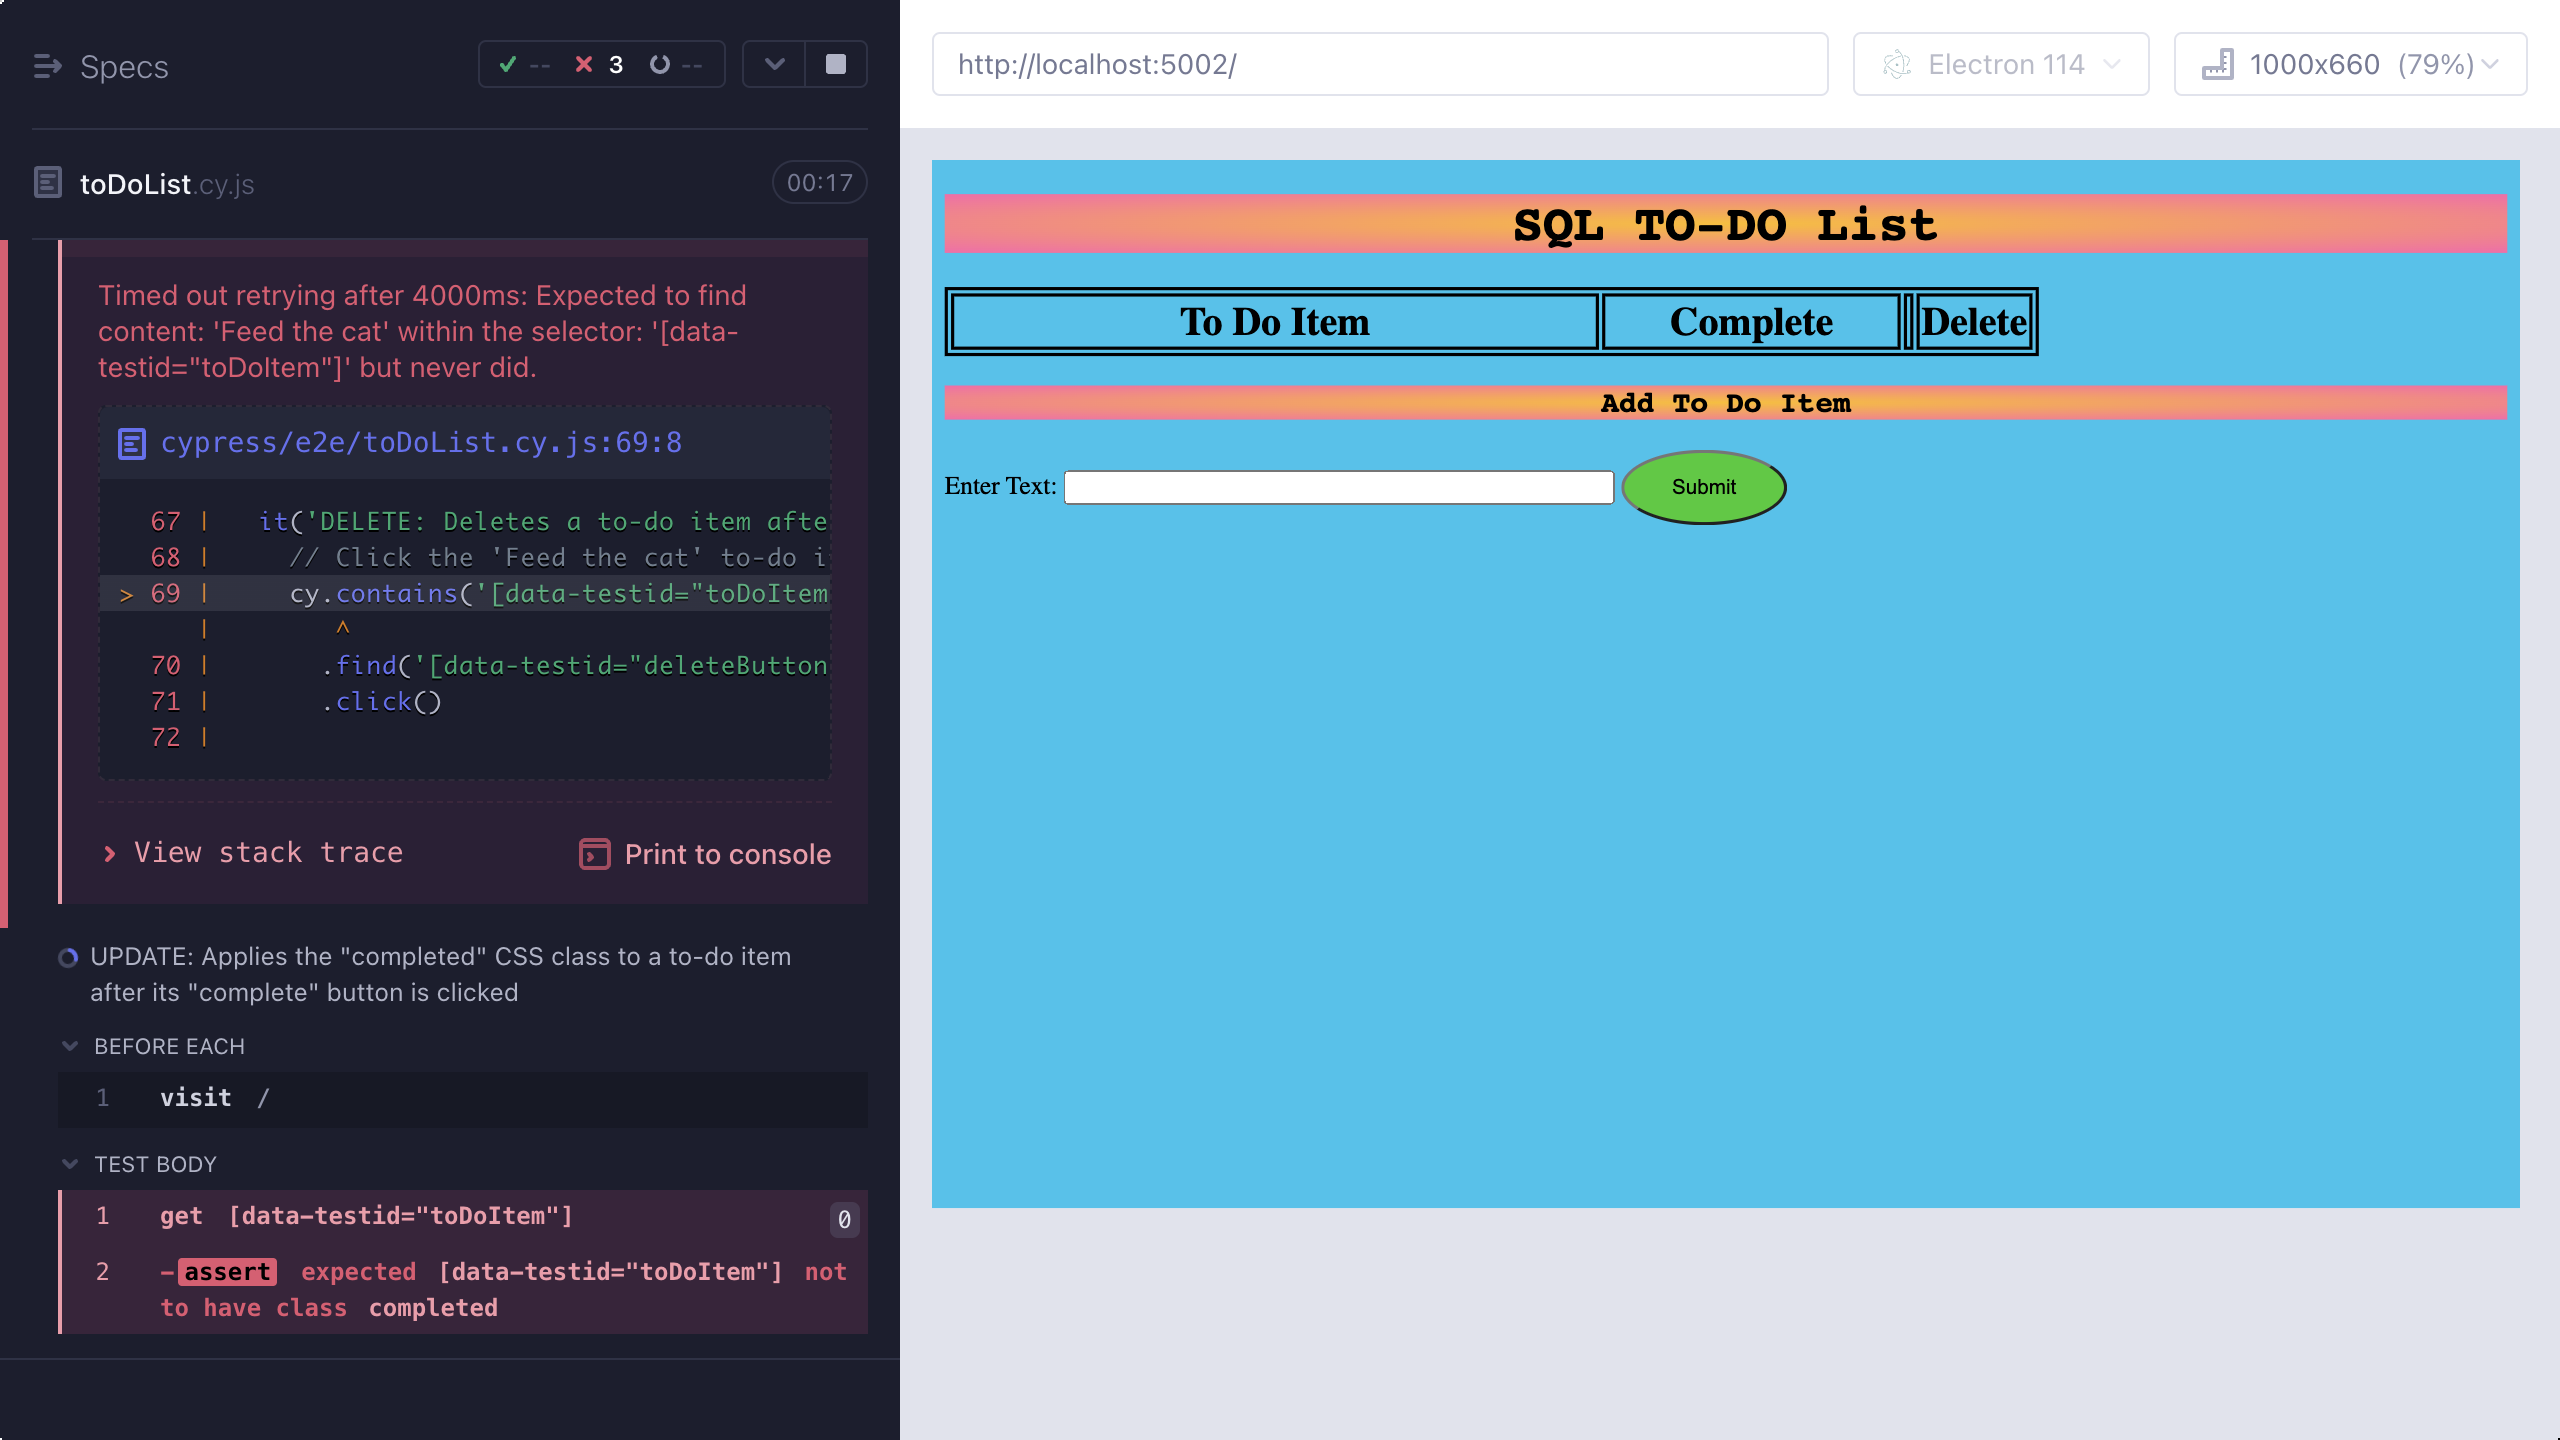 Specs
-- 3 --
toDoList.cy.js
00:17
Timed out retrying after 4000ms: Expected to find
content: 'Feed the cat' within the selector: '[data-
testid="toDoItem"]' but never did.
cypress/e2e/toDoList.cy.js:69:8
67 | it('DELETE: Deletes a to-do item afte
68 | // Click the 'Feed the cat' to-do i
> 69 | cy.contains('[data-testid="toDoItem
| ^
70 | .find('[data-testid="deleteButton
71 | .click()
72 |
View stack trace
Print to console
UPDATE: Applies the "completed" CSS class to a to-do item
after its "complete" button is clicked
BEFORE EACH
1 visit /
TEST BODY
1 get [data-testid="toDoItem"] 0
2 -assert expected [data-testid="toDoItem"] not
to have class completed
http://localhost:5002/
Electron 114
1000x660 (79%)
SQL TO-DO List
To Do Item Complete Delete
Add To Do Item
Enter Text: Submit